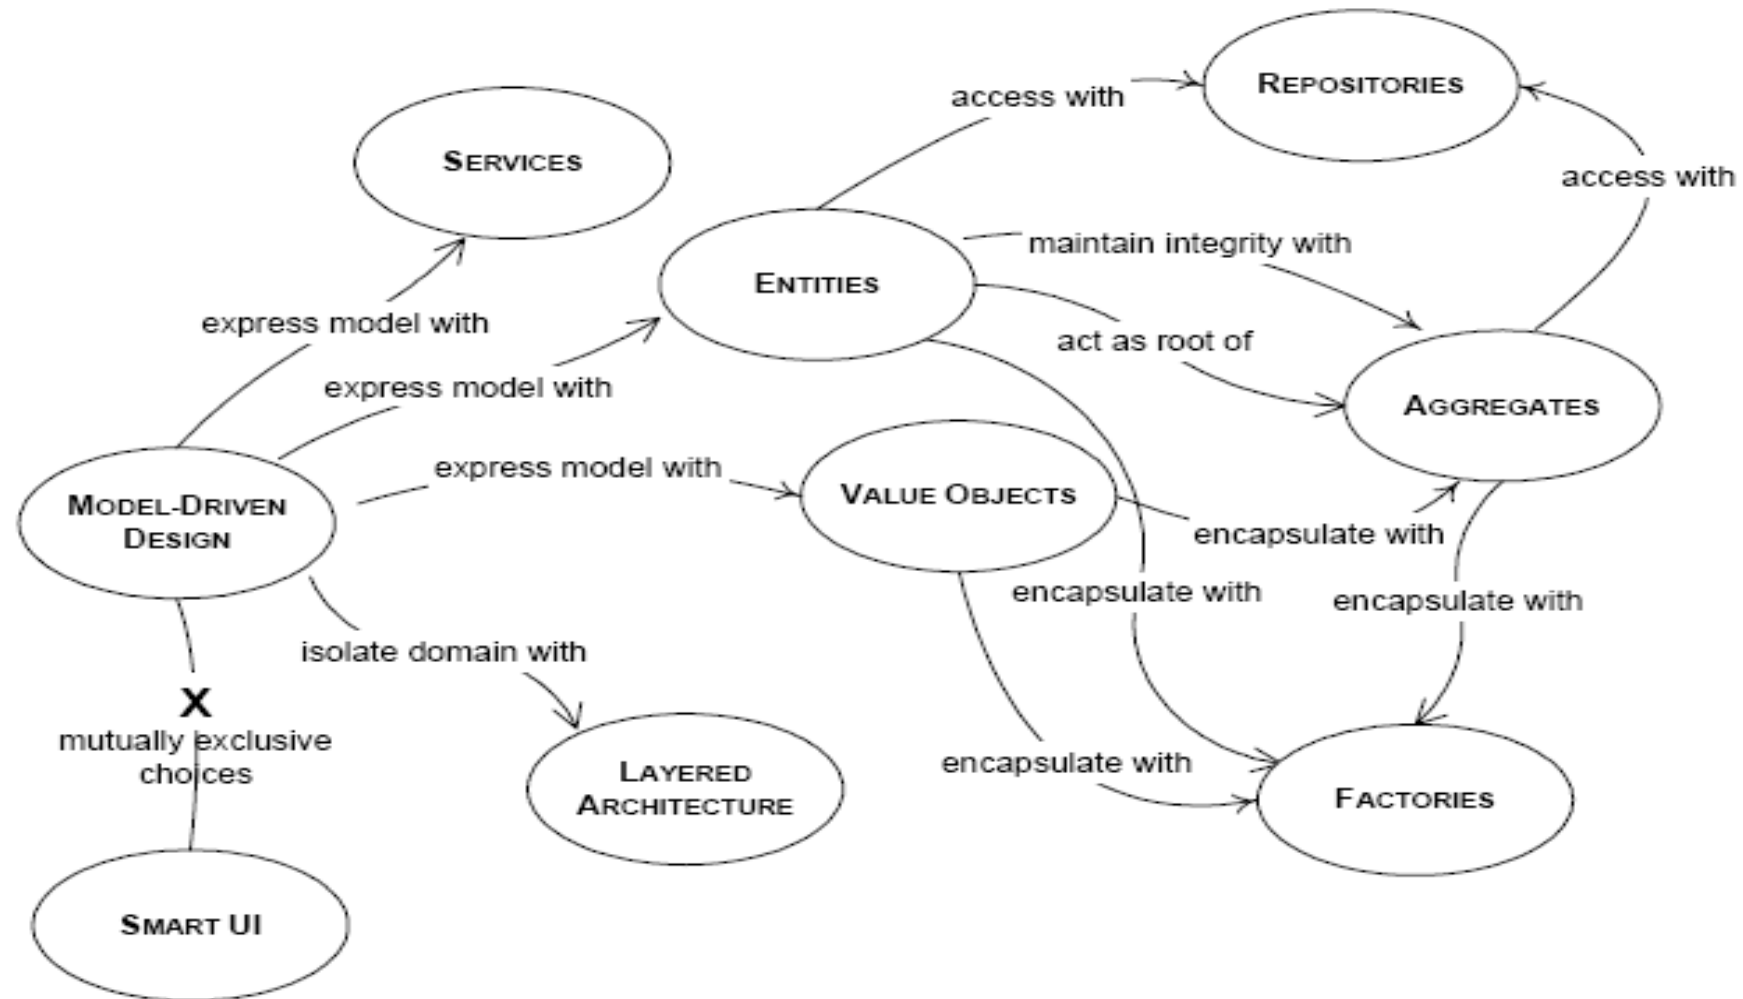 REPOSITORIES
access with
SERVICES
access with
maintain integrity with
ENTITIES
express model with
act as root of
express model with
AGGREGATES
express model with
VALUE OBJECTS
MODEL-DRIVEN
DESIGN
encapsulate with
encapsulate with
encapsulate with
isolate domain with
X
mutually exclusive
choices
encapsulate with
LAYERED
ARCHITECTURE
FACTORIES
SMART UI